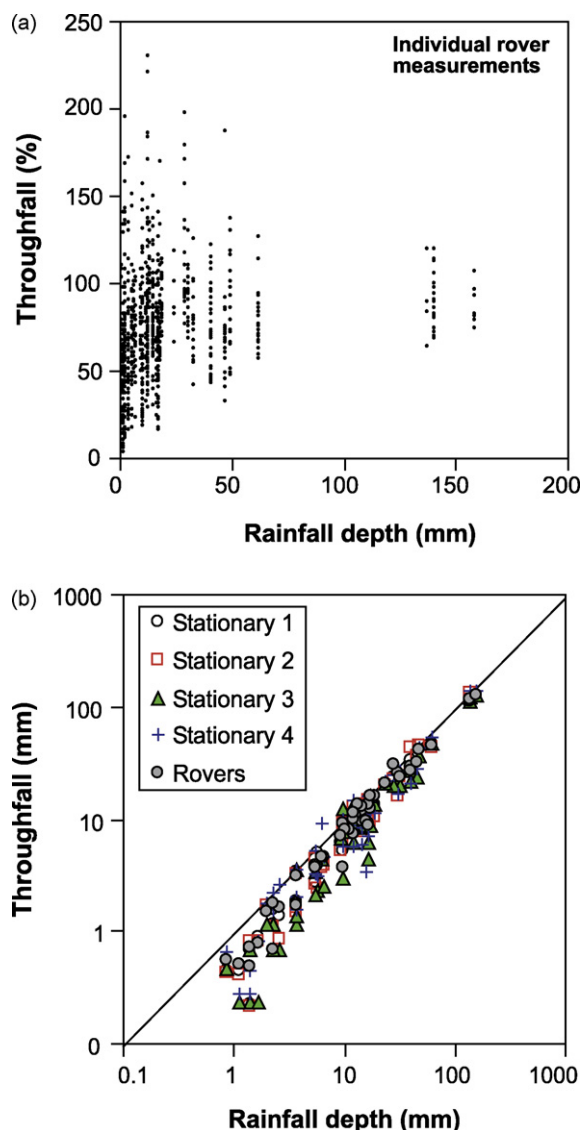 (a)
250
200
150
100
50
0
Throughfall (%)
Individual rover
measurements
0 50 100 150 200
Rainfall depth (mm)
(b)
1000
100
10
1
0
Throughfall (mm)
Stationary 1
Stationary 2
Stationary 3
Stationary 4
Rovers
0.1 1 10 100 1000
Rainfall depth (mm)